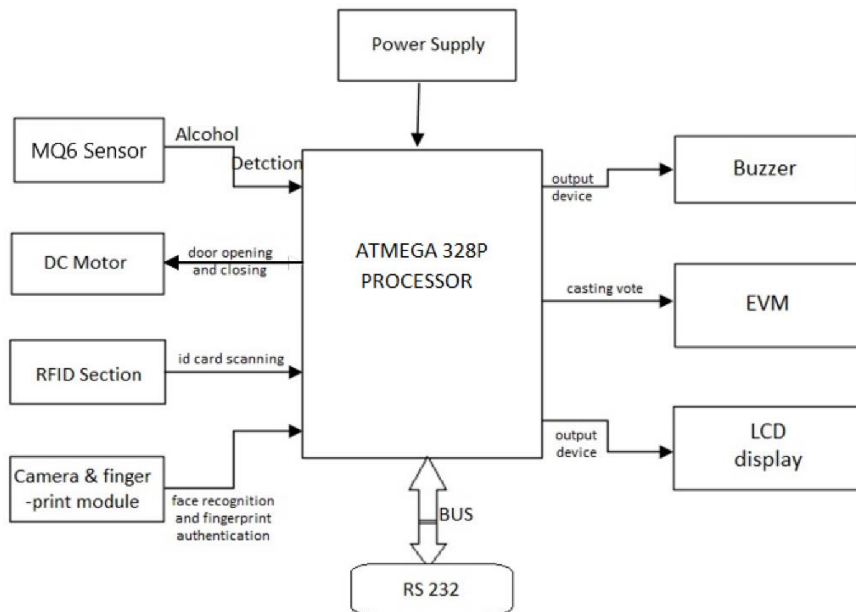 Power Supply
MQ6 Sensor
Alcohol
Detction
DC Motor
door opening
and closing
RFID Section
id card scanning
Camera & finger
-print module
face recognition
and fingerprint
authentication
ATMEGA 328P
PROCESSOR
output
device
Buzzer
casting vote
EVM
output
device
LCD
display
BUS
RS 232